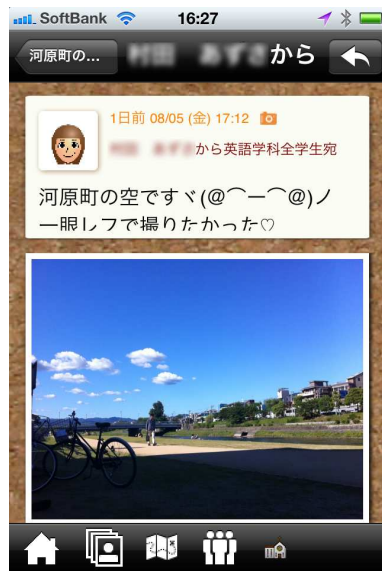 SoftBank 16:27
河原町の... から
1日前 08/05 (金) 17:12
から英語学科全学生宛
河原町の空ですヾ(@⌒ー⌒@)ノ
一眼レフで撮りたかった♡